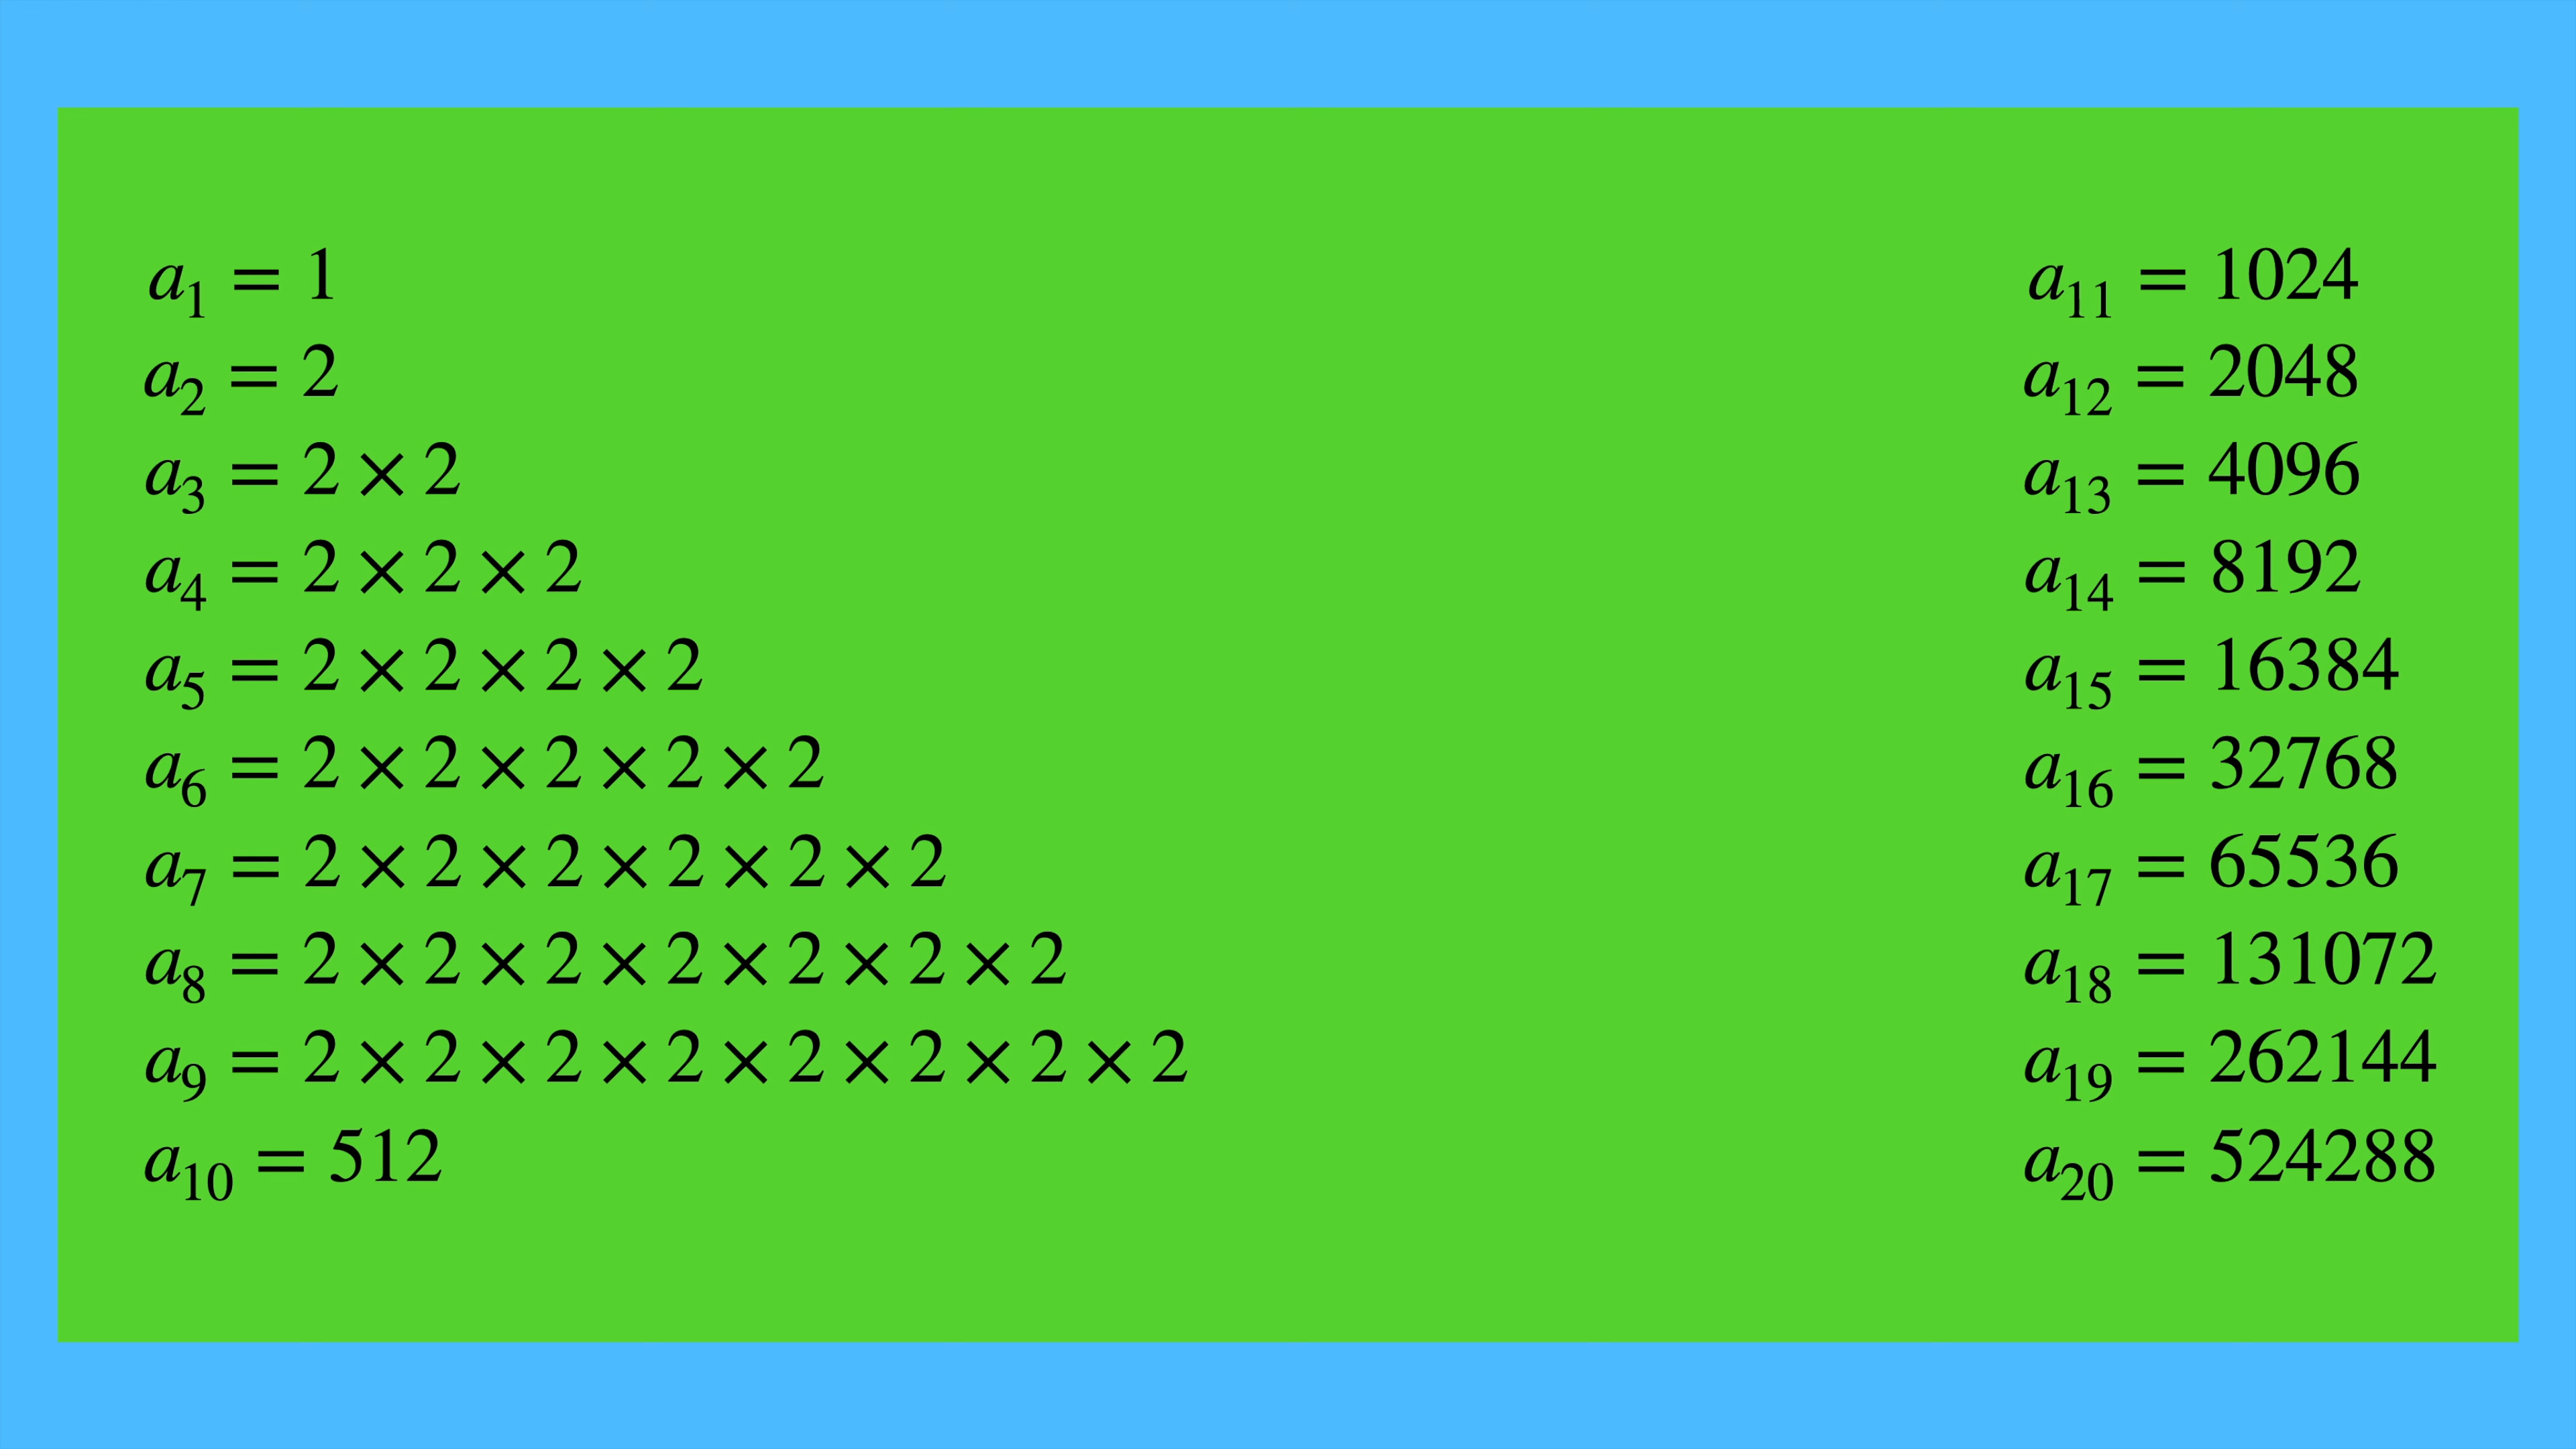 a₁ = 1
a₂ = 2
a₃ = 2 × 2
a₄ = 2 × 2 × 2
a₅ = 2 × 2 × 2 × 2
a₆ = 2 × 2 × 2 × 2 × 2
a₇ = 2 × 2 × 2 × 2 × 2 × 2
a₈ = 2 × 2 × 2 × 2 × 2 × 2 × 2
a₉ = 2 × 2 × 2 × 2 × 2 × 2 × 2 × 2
a₁₀ = 512
a₁₁ = 1024
a₁₂ = 2048
a₁₃ = 4096
a₁₄ = 8192
a₁₅ = 16384
a₁₆ = 32768
a₁₇ = 65536
a₁₈ = 131072
a₁₉ = 262144
a₂₀ = 524288